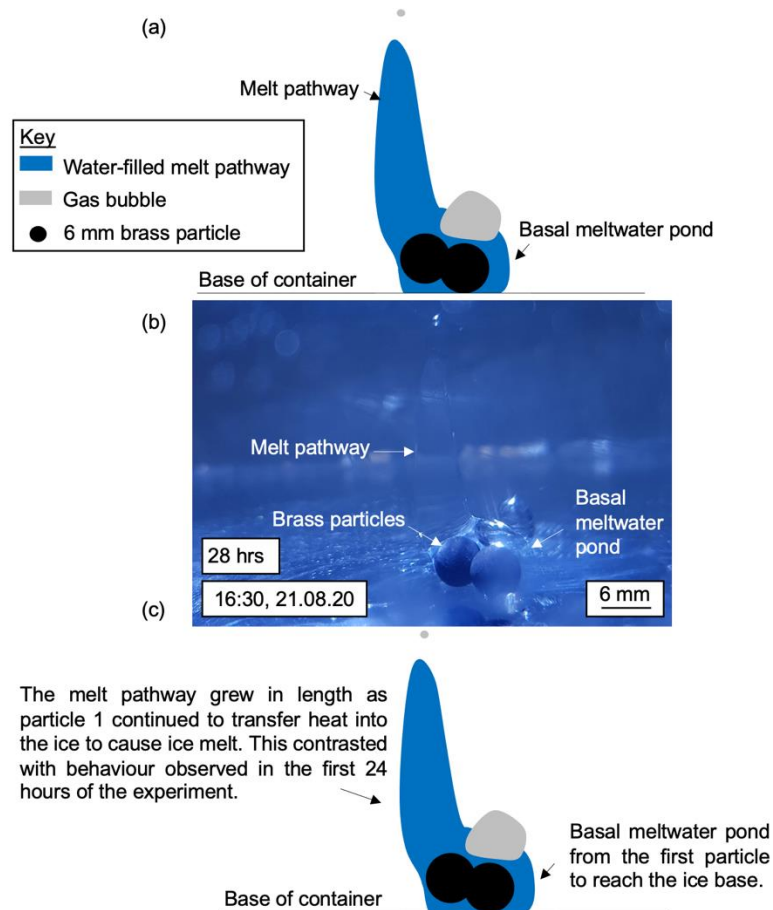 (a)
Melt pathway
Key
Water-filled melt pathway
Gas bubble
6 mm brass particle
Basal meltwater pond
Base of container
(b)
Melt pathway
Brass particles
Basal
meltwater
pond
28 hrs
16:30, 21.08.20
6 mm
(c)
The melt pathway grew in length as
particle 1 continued to transfer heat into
the ice to cause ice melt. This contrasted
with behaviour observed in the first 24
hours of the experiment.
Basal meltwater pond
from the first particle
to reach the ice base.
Base of container